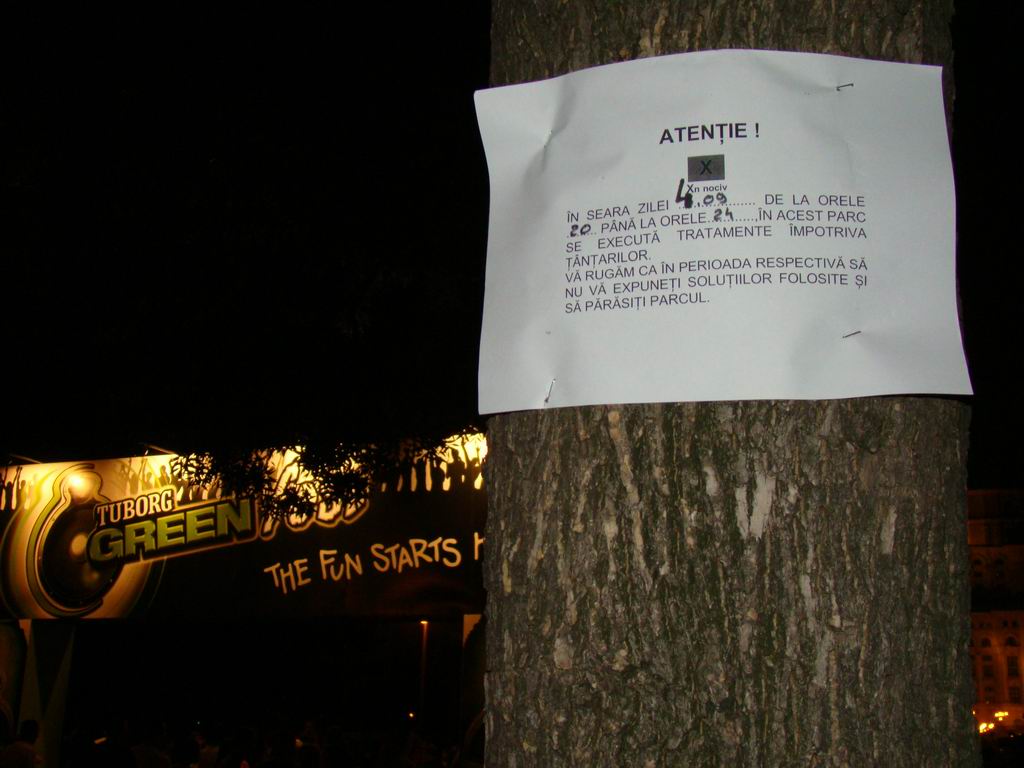 ATENȚIE !
X
Xn nociv
ÎN SEARA ZILEI ..4.09........... DE LA ORELE
.20.. PÂNĂ LA ORELE..24.....,ÎN ACEST PARC
SE EXECUTĂ TRATAMENTE ÎMPOTRIVA
ȚÂNȚARILOR.
VĂ RUGĂM CA ÎN PERIOADA RESPECTIVĂ SĂ
NU VĂ EXPUNEȚI SOLUȚIILOR FOLOSITE ȘI
SĂ PĂRĂSIȚI PARCUL.
TUBORG
GREEN
THE FUN STARTS